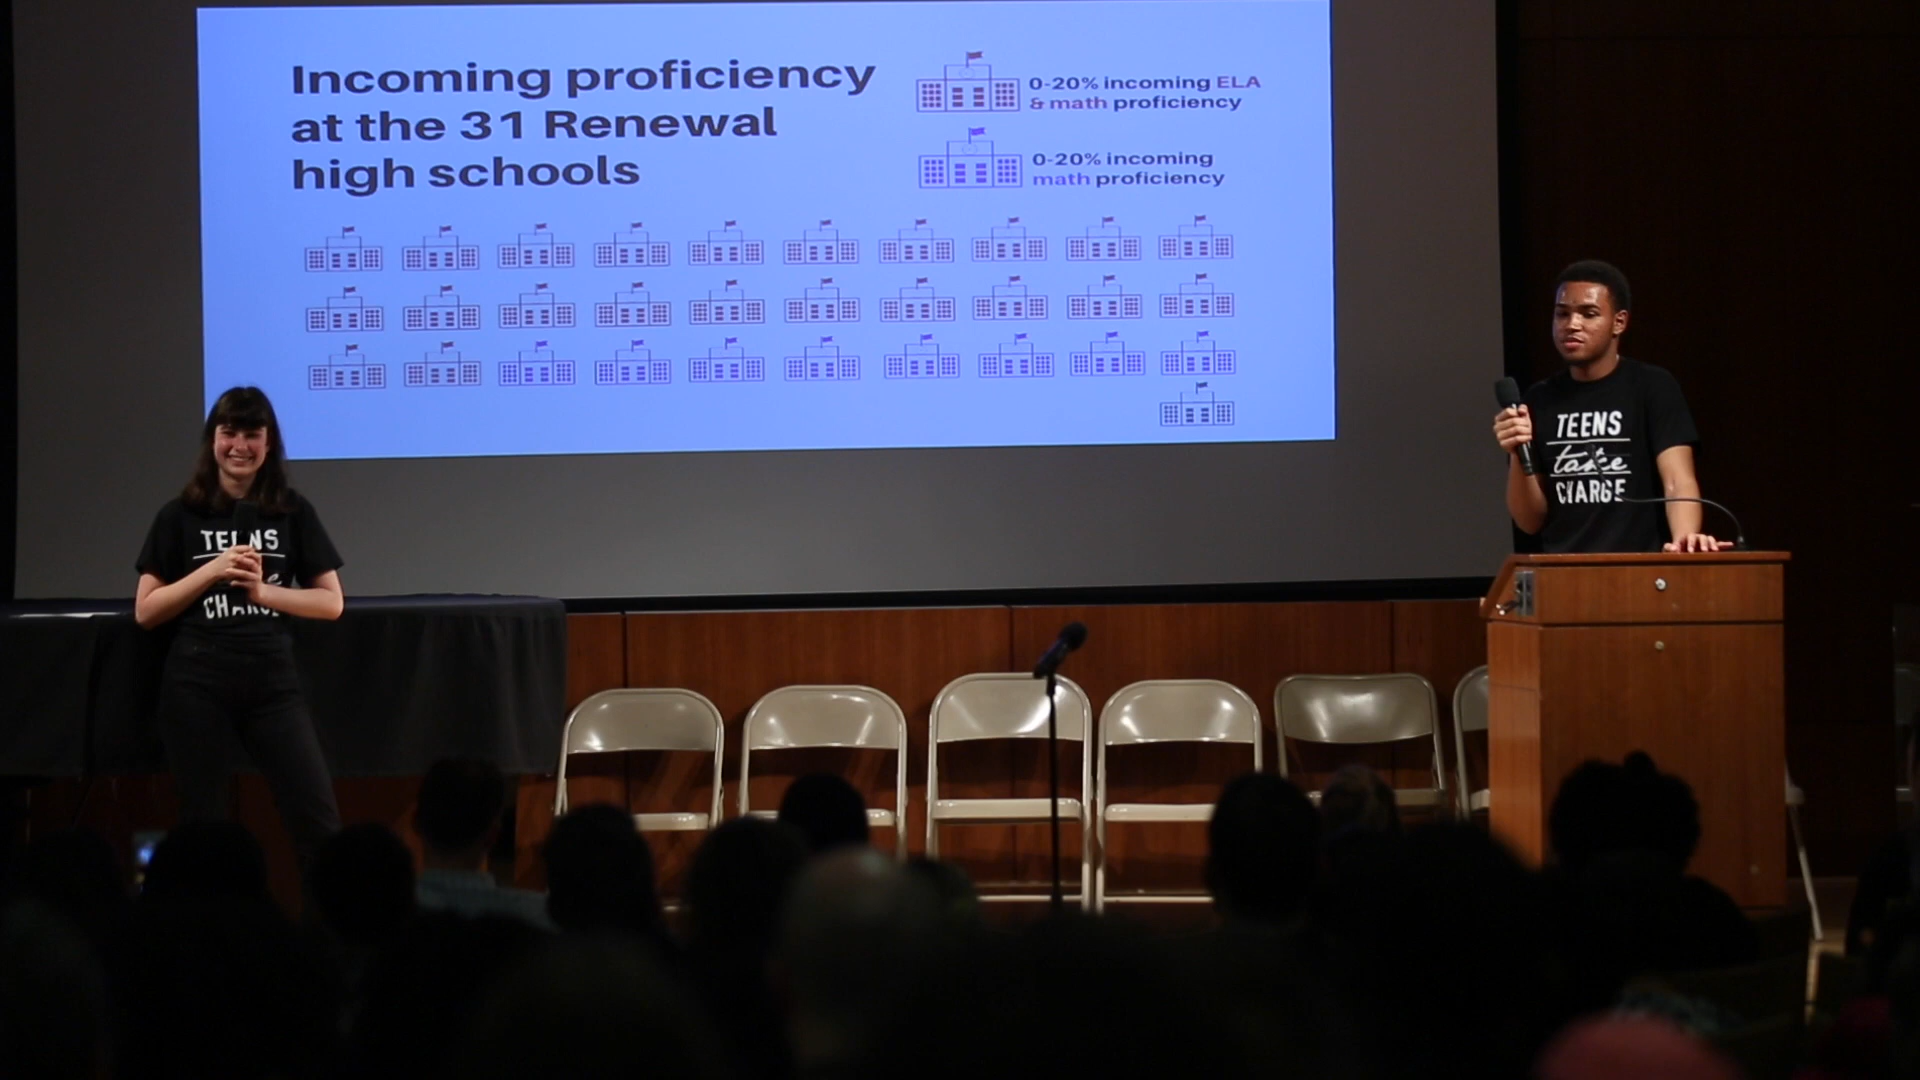 Incoming proficiency
at the 31 Renewal
high schools
0-20% incoming ELA
& math proficiency
0-20% incoming
math proficiency
TEENS
take
CHARGE
TEENS
CHARGE